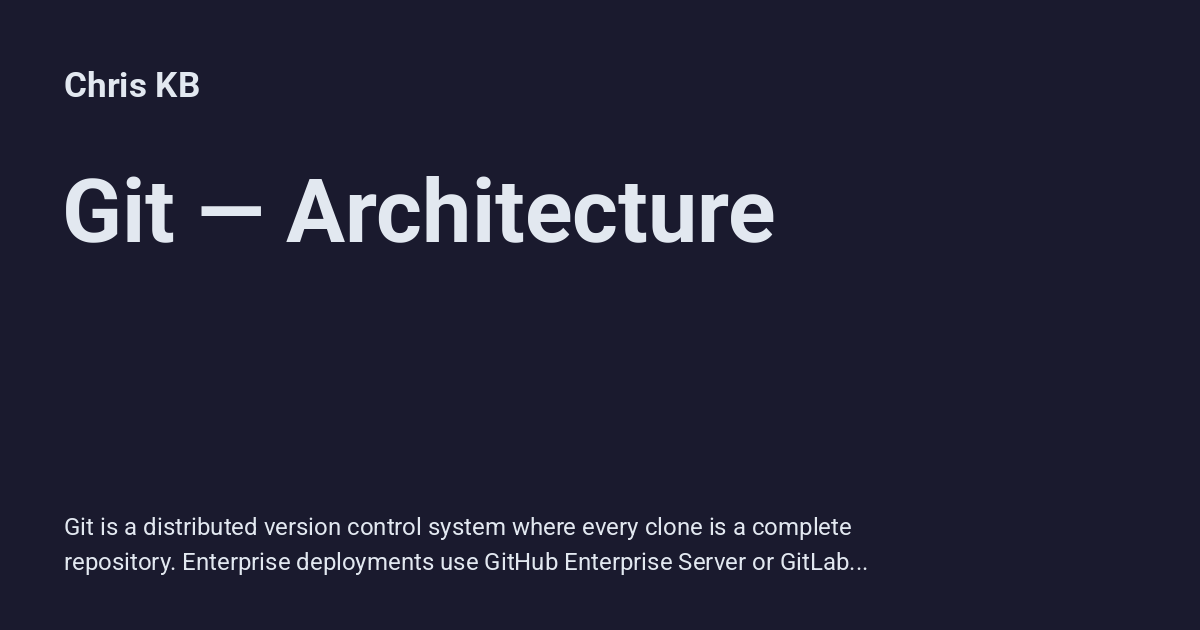 Chris KB
Git — Architecture
Git is a distributed version control system where every clone is a complete
repository. Enterprise deployments use GitHub Enterprise Server or GitLab...